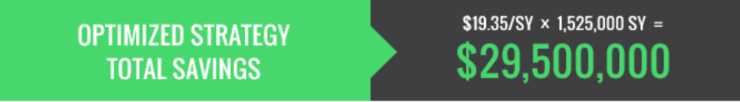 OPTIMIZED STRATEGY
TOTAL SAVINGS
$19.35/SY × 1,525,000 SY =
$29,500,000